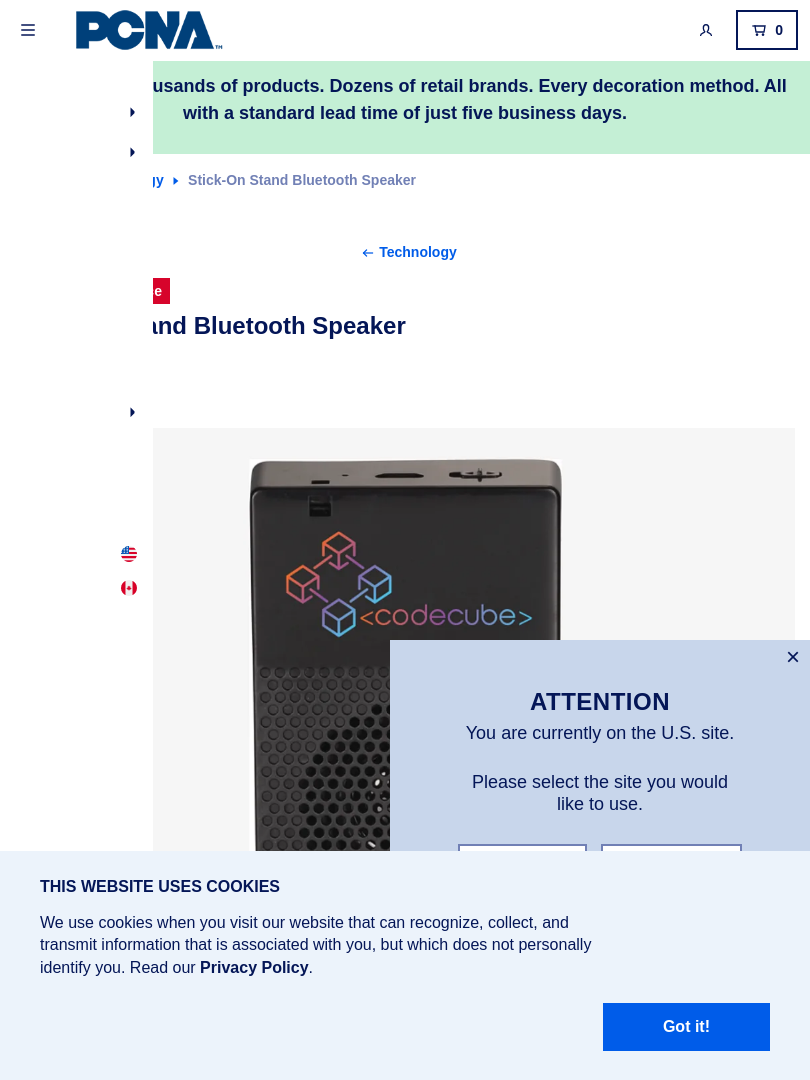 PCNA™
0
Dozens of retail brands. Every decoration method. All
of products.
with a standard lead time of just five business days.
Stick-On Stand Bluetooth Speaker
Technology
Bluetooth Speaker
<codecube>
ATTENTION
You are currently on the U.S. site.
Please select the site you would
like to use.
THIS WEBSITE USES COOKIES
We use cookies when you visit our website that can recognize, collect, and
transmit information that is associated with you, but which does not personally
identify you. Read our Privacy Policy.
Got it!